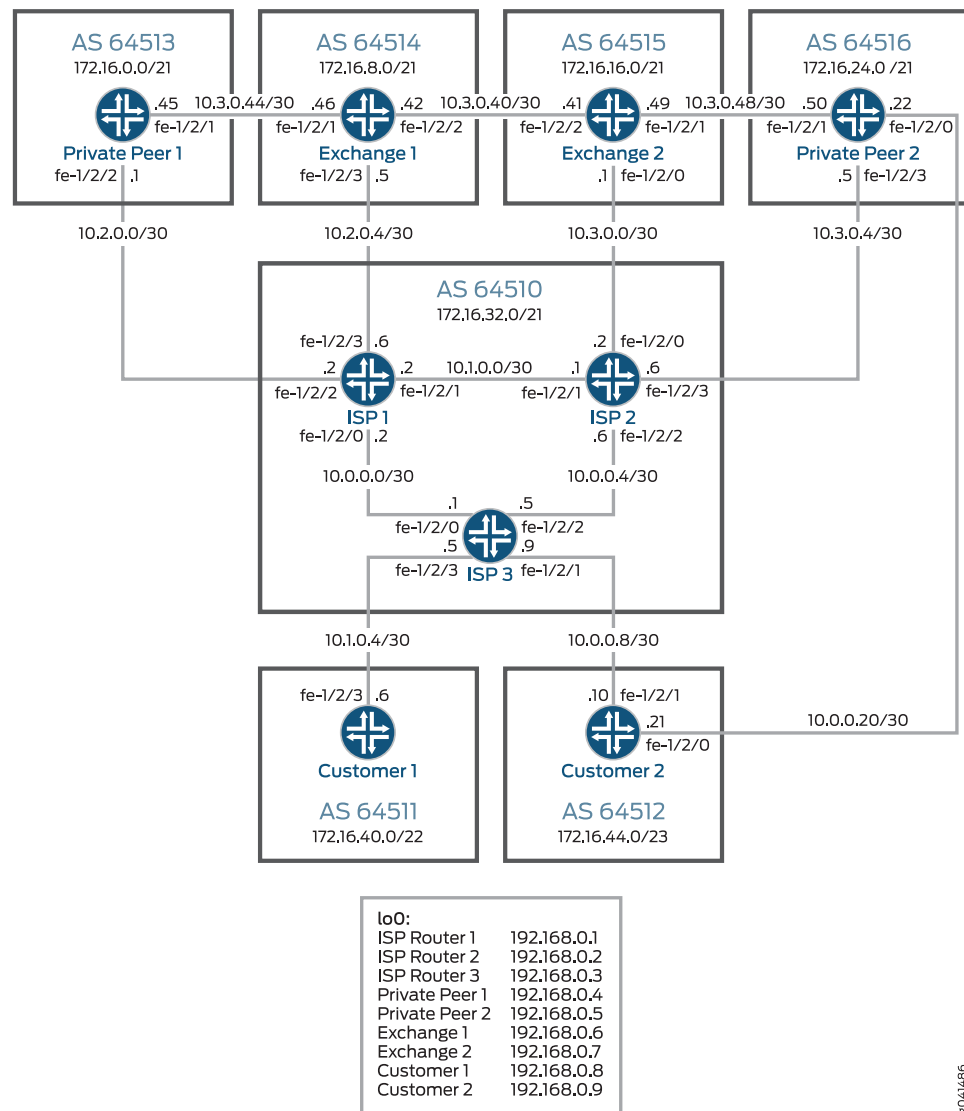 AS 64513
172.16.0.0/21
AS 64514
172.16.8.0/21
AS 64515
172.16.16.0/21
AS 64516
172.16.24.0 /21
.45
10.3.0.44/30
.46
.42
10.3.0.40/30
.41
.49
10.3.0.48/30
.50
.22
fe-1/2/1
fe-1/2/1
fe-1/2/2
fe-1/2/2
fe-1/2/1
fe-1/2/1
fe-1/2/0
Private Peer 1
Exchange 1
Exchange 2
Private Peer 2
fe-1/2/2 .1
fe-1/2/3 .5
.1 fe-1/2/0
.5 fe-1/2/3
10.2.0.0/30
10.2.0.4/30
10.3.0.0/30
10.3.0.4/30
AS 64510
172.16.32.0/21
fe-1/2/3 .6
.2 fe-1/2/0
.2
.2
10.1.0.0/30
.1
.6
fe-1/2/2
fe-1/2/1
fe-1/2/1
fe-1/2/3
ISP 1
ISP 2
fe-1/2/0 .2
.6 fe-1/2/2
10.0.0.0/30
10.0.0.4/30
.1
.5
fe-1/2/0
fe-1/2/2
.5
.9
fe-1/2/3
fe-1/2/1
ISP 3
10.1.0.4/30
10.0.0.8/30
fe-1/2/3 .6
.10 fe-1/2/1
.21
fe-1/2/0
10.0.0.20/30
Customer 1
Customer 2
AS 64511
172.16.40.0/22
AS 64512
172.16.44.0/23
lo0:
ISP Router 1 192.168.0.1
ISP Router 2 192.168.0.2
ISP Router 3 192.168.0.3
Private Peer 1 192.168.0.4
Private Peer 2 192.168.0.5
Exchange 1 192.168.0.6
Exchange 2 192.168.0.7
Customer 1 192.168.0.8
Customer 2 192.168.0.9